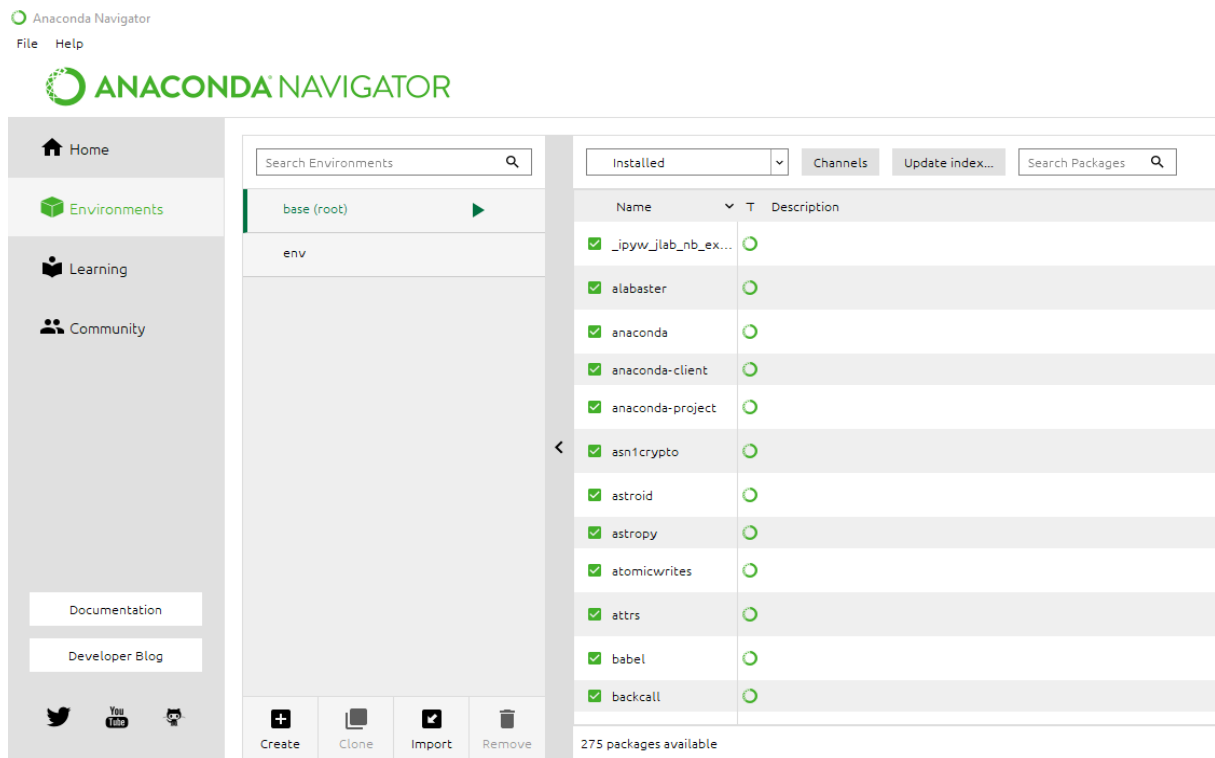 Anaconda Navigator
File Help
ANACONDA NAVIGATOR
Home
Environments
Learning
Community
Documentation
Developer Blog
You
Tube
Search Environments
base (root)
env
Create Clone Import Remove
Installed Channels Update index... Search Packages
Name T Description
_ipyw_jlab_nb_ex...
alabaster
anaconda
anaconda-client
anaconda-project
asn1crypto
astroid
astropy
atomicwrites
attrs
babel
backcall
275 packages available